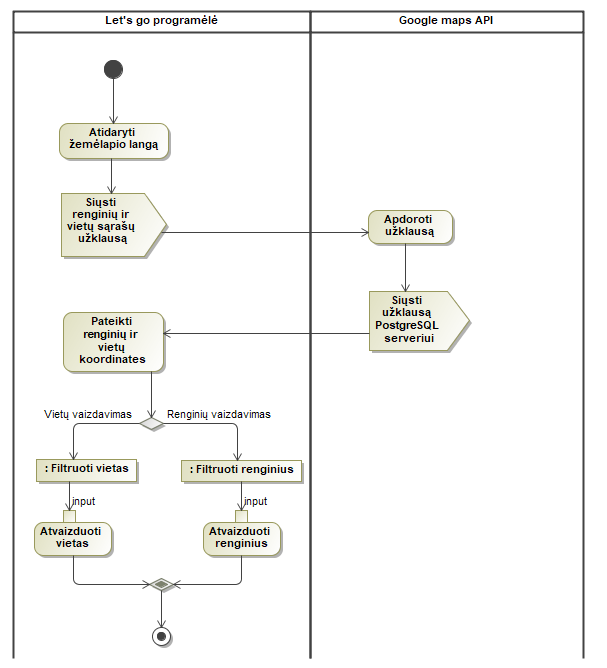 Let's go programėlė
Google maps API
Atidaryti
žemėlapio langą
Siųsti
renginių ir
vietų sąrašų
užklausą
Apdoroti
užklausą
Siųsti
užklausą
PostgreSQL
serveriui
Pateikti
renginių ir
vietų
koordinates
Vietų vaizdavimas
Renginių vaizdavimas
: Filtruoti vietas
: Filtruoti renginius
input
input
Atvaizduoti
vietas
Atvaizduoti
renginius